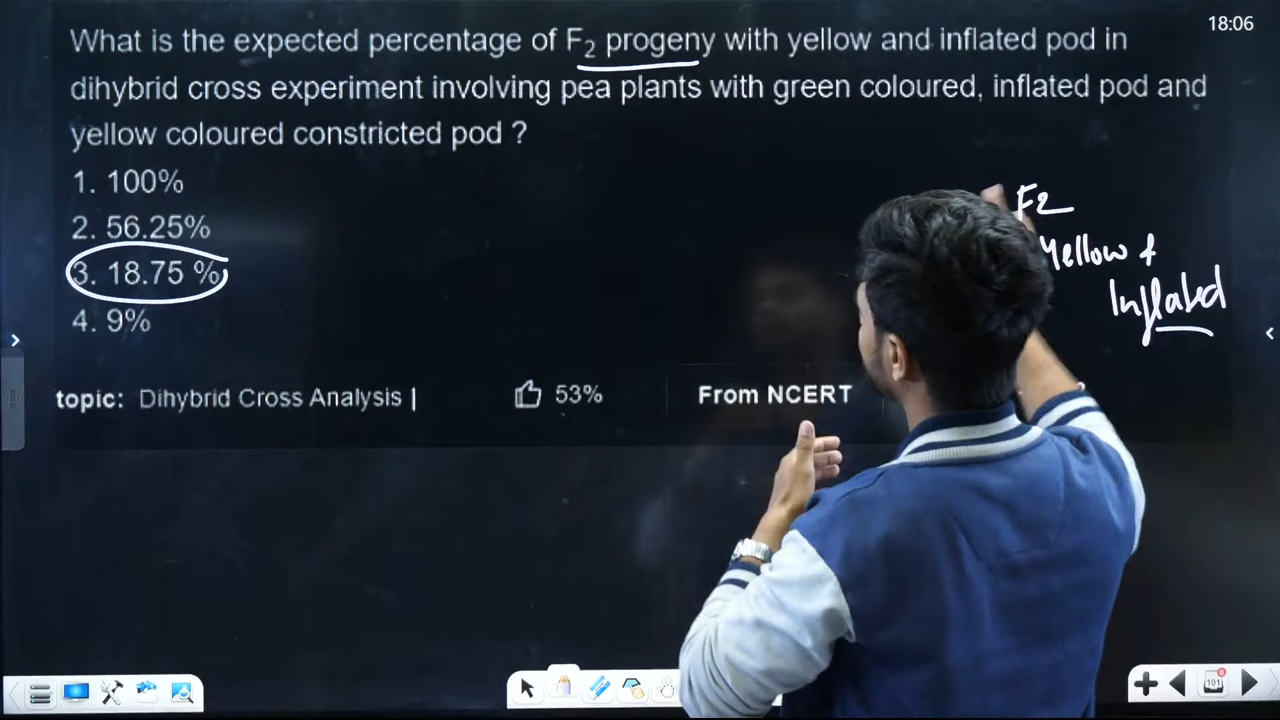 18:06
What is the expected percentage of F₂ progeny with yellow and inflated pod in
dihybrid cross experiment involving pea plants with green coloured, inflated pod and
yellow coloured constricted pod ?
1. 100%
2. 56.25%
3. 18.75 %
4. 9%
F2
Yellow +
Inflated
topic: Dihybrid Cross Analysis |
53%
From NCERT
101